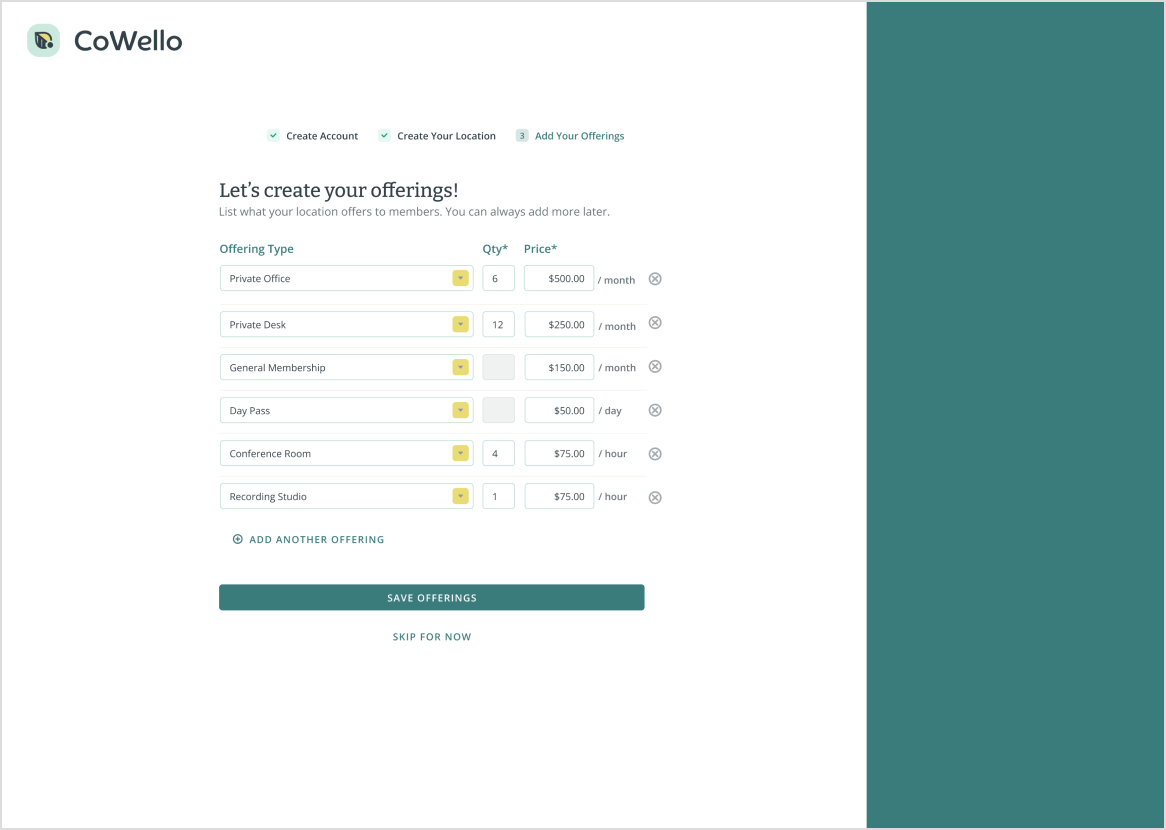 CoWello
Create Account Create Your Location 3 Add Your Offerings
Let’s create your offerings!
List what your location offers to members. You can always add more later.
Offering Type Qty* Price*
Private Office 6 $500.00 / month
Private Desk 12 $250.00 / month
General Membership $150.00 / month
Day Pass $50.00 / day
Conference Room 4 $75.00 / hour
Recording Studio 1 $75.00 / hour
ADD ANOTHER OFFERING
SAVE OFFERINGS
SKIP FOR NOW